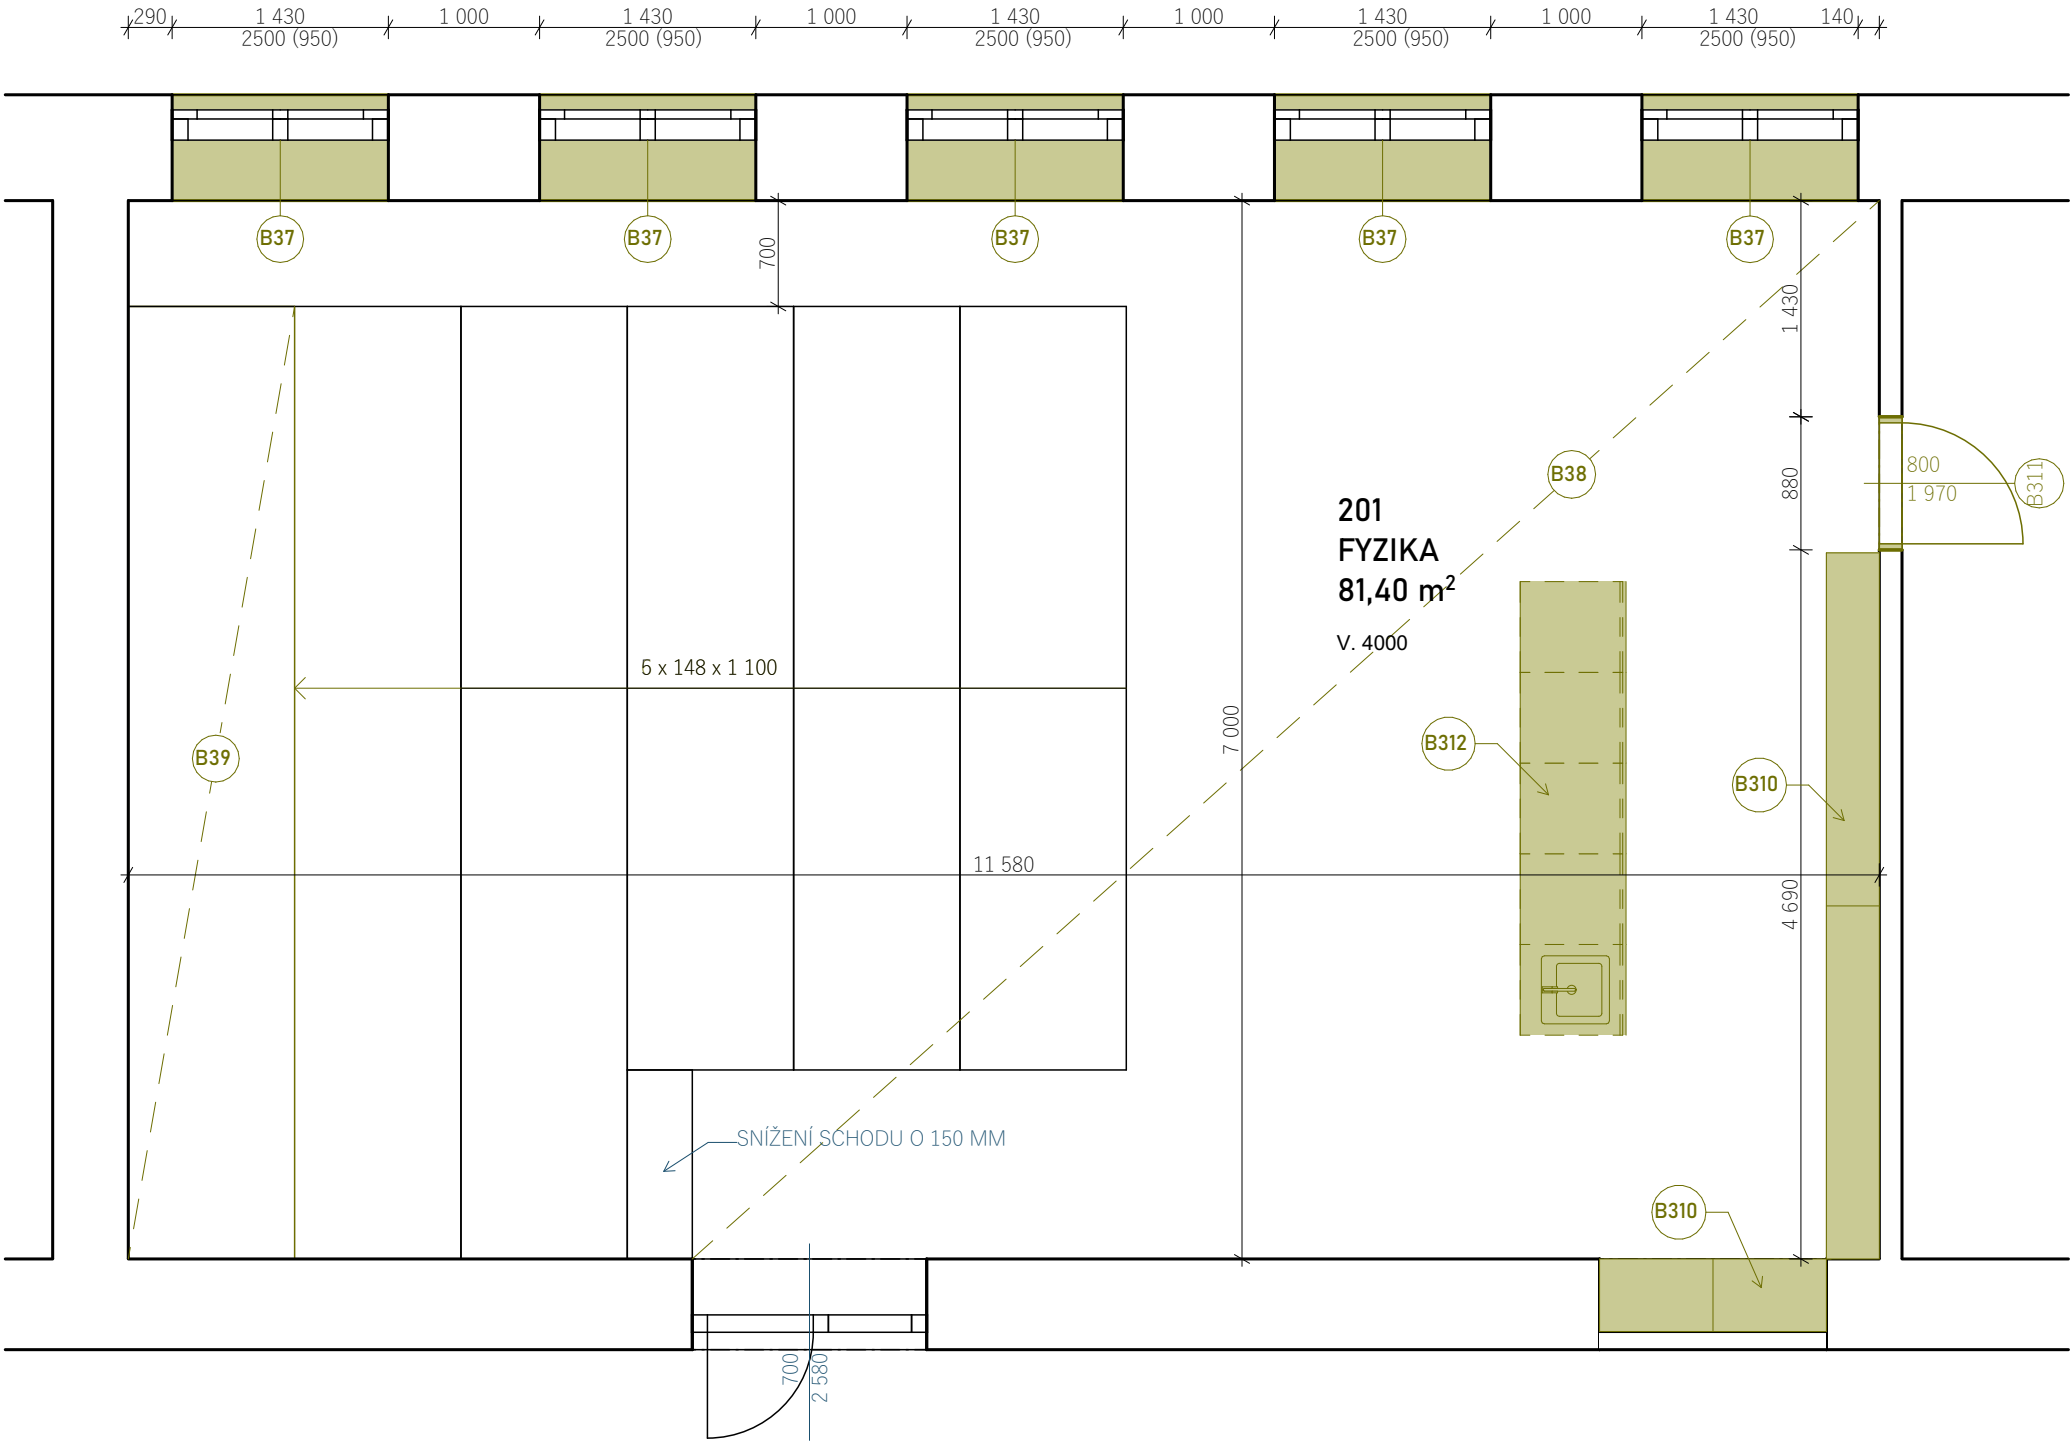 290 1 430 1 000 1 430 1 000 1 430 1 000 1 430 1 000 1 430 140
2500 (950) 2500 (950) 2500 (950) 2500 (950) 2500 (950)
B37 B37 B37 B37 B37
700
1 430
B38
880
800
1 970
B311
201
FYZIKA
81,40 m²
V. 4000
5 x 148 x 1 100
7 000
B312
B39
B310
11 580
4 690
SNÍŽENÍ SCHODU O 150 MM
B310
700
2 580